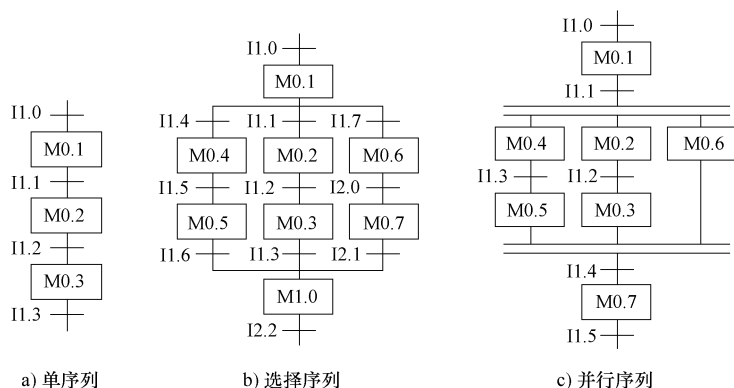 I1.0
M0.1
I1.1
M0.2
I1.2
M0.3
I1.3
a) 单序列
I1.0
M0.1
I1.4 I1.1 I1.7
M0.4 M0.2 M0.6
I1.5 I1.2 I2.0
M0.5 M0.3 M0.7
I1.6 I1.3 I2.1
M1.0
I2.2
b) 选择序列
I1.0
M0.1
I1.1
M0.4 M0.2 M0.6
I1.3 I1.2
M0.5 M0.3
I1.4
M0.7
I1.5
c) 并行序列